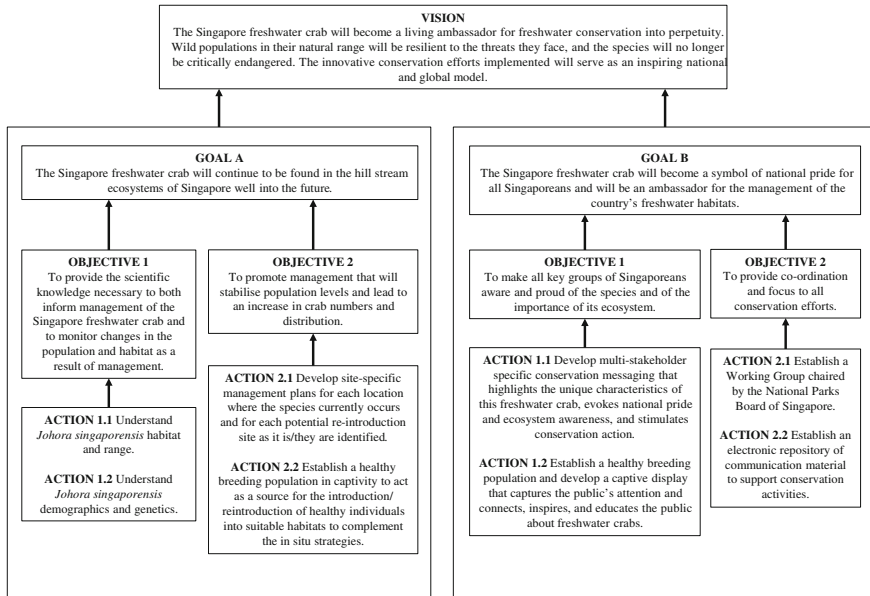 VISION
The Singapore freshwater crab will become a living ambassador for freshwater conservation into perpetuity.
Wild populations in their natural range will be resilient to the threats they face, and the species will no longer
be critically endangered. The innovative conservation efforts implemented will serve as an inspiring national
and global model.
GOAL A
The Singapore freshwater crab will continue to be found in the hill stream
ecosystems of Singapore well into the future.
OBJECTIVE 1
To provide the scientific
knowledge necessary to both
inform management of the
Singapore freshwater crab and
to monitor changes in the
population and habitat as a
result of management.
ACTION 1.1 Understand
Johora singaporensis habitat
and range.
ACTION 1.2 Understand
Johora singaporensis
demographics and genetics.
OBJECTIVE 2
To promote management that will
stabilise population levels and lead to
an increase in crab numbers and
distribution.
ACTION 2.1 Develop site-specific
management plans for each location
where the species currently occurs
and for each potential re-introduction
site as it is/they are identified.
ACTION 2.2 Establish a healthy
breeding population in captivity to act
as a source for the introduction/
reintroduction of healthy individuals
into suitable habitats to complement
the in situ strategies.
GOAL B
The Singapore freshwater crab will become a symbol of national pride for
all Singaporeans and will be an ambassador for the management of the
country's freshwater habitats.
OBJECTIVE 1
To make all key groups of Singaporeans
aware and proud of the species and of the
importance of its ecosystem.
ACTION 1.1 Develop multi-stakeholder
specific conservation messaging that
highlights the unique characteristics of
this freshwater crab, evokes national pride
and ecosystem awareness, and stimulates
conservation action.
ACTION 1.2 Establish a healthy breeding
population and develop a captive display
that captures the public's attention and
connects, inspires, and educates the public
about freshwater crabs.
OBJECTIVE 2
To provide co-ordination
and focus to all
conservation efforts.
ACTION 2.1 Establish a
Working Group chaired
by the National Parks
Board of Singapore.
ACTION 2.2 Establish an
electronic repository of
communication material
to support conservation
activities.